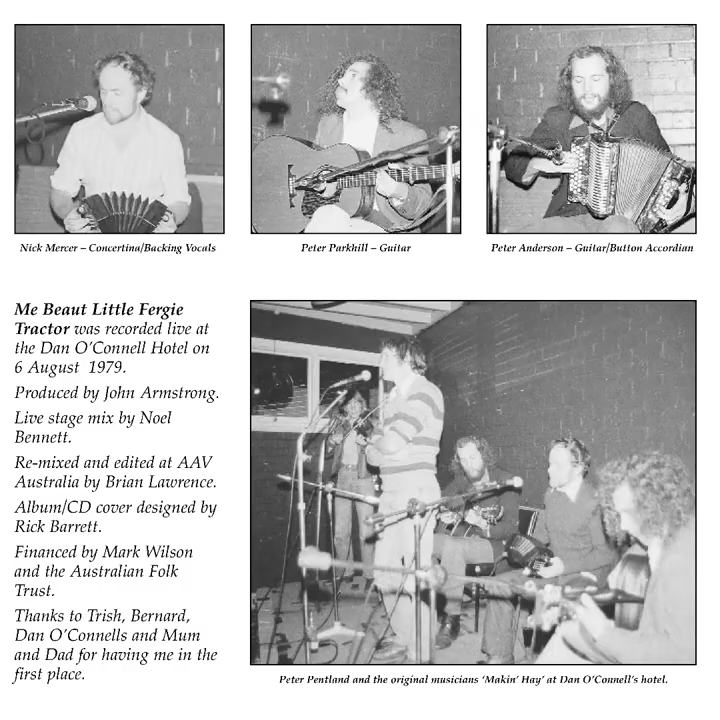 Nick Mercer – Concertina/Backing Vocals
Peter Parkhill – Guitar
Peter Anderson – Guitar/Button Accordian
Me Beaut Little Fergie
Tractor was recorded live at
the Dan O'Connell Hotel on
6 August 1979.
Produced by John Armstrong.
Live stage mix by Noel
Bennett.
Re-mixed and edited at AAV
Australia by Brian Lawrence.
Album/CD cover designed by
Rick Barrett.
Financed by Mark Wilson
and the Australian Folk
Trust.
Thanks to Trish, Bernard,
Dan O'Connells and Mum
and Dad for having me in the
first place.
Peter Pentland and the original musicians 'Makin' Hay' at Dan O'Connell's hotel.